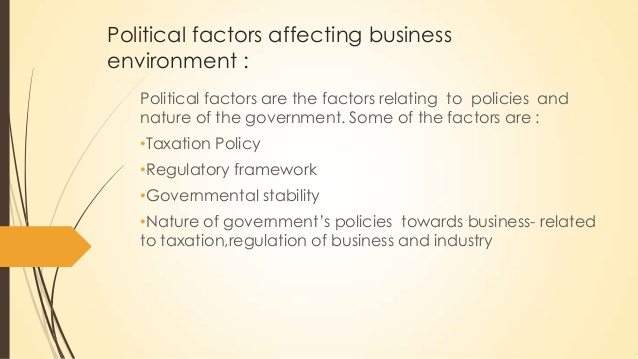 Political factors affecting business
environment :
Political factors are the factors relating to policies and
nature of the government. Some of the factors are :
•Taxation Policy
•Regulatory framework
•Governmental stability
•Nature of government’s policies towards business- related
to taxation,regulation of business and industry